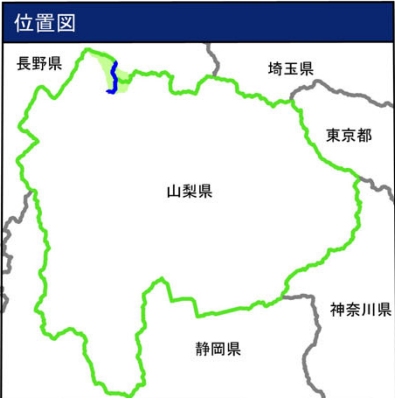 位置図
長野県
埼玉県
東京都
山梨県
神奈川県
静岡県